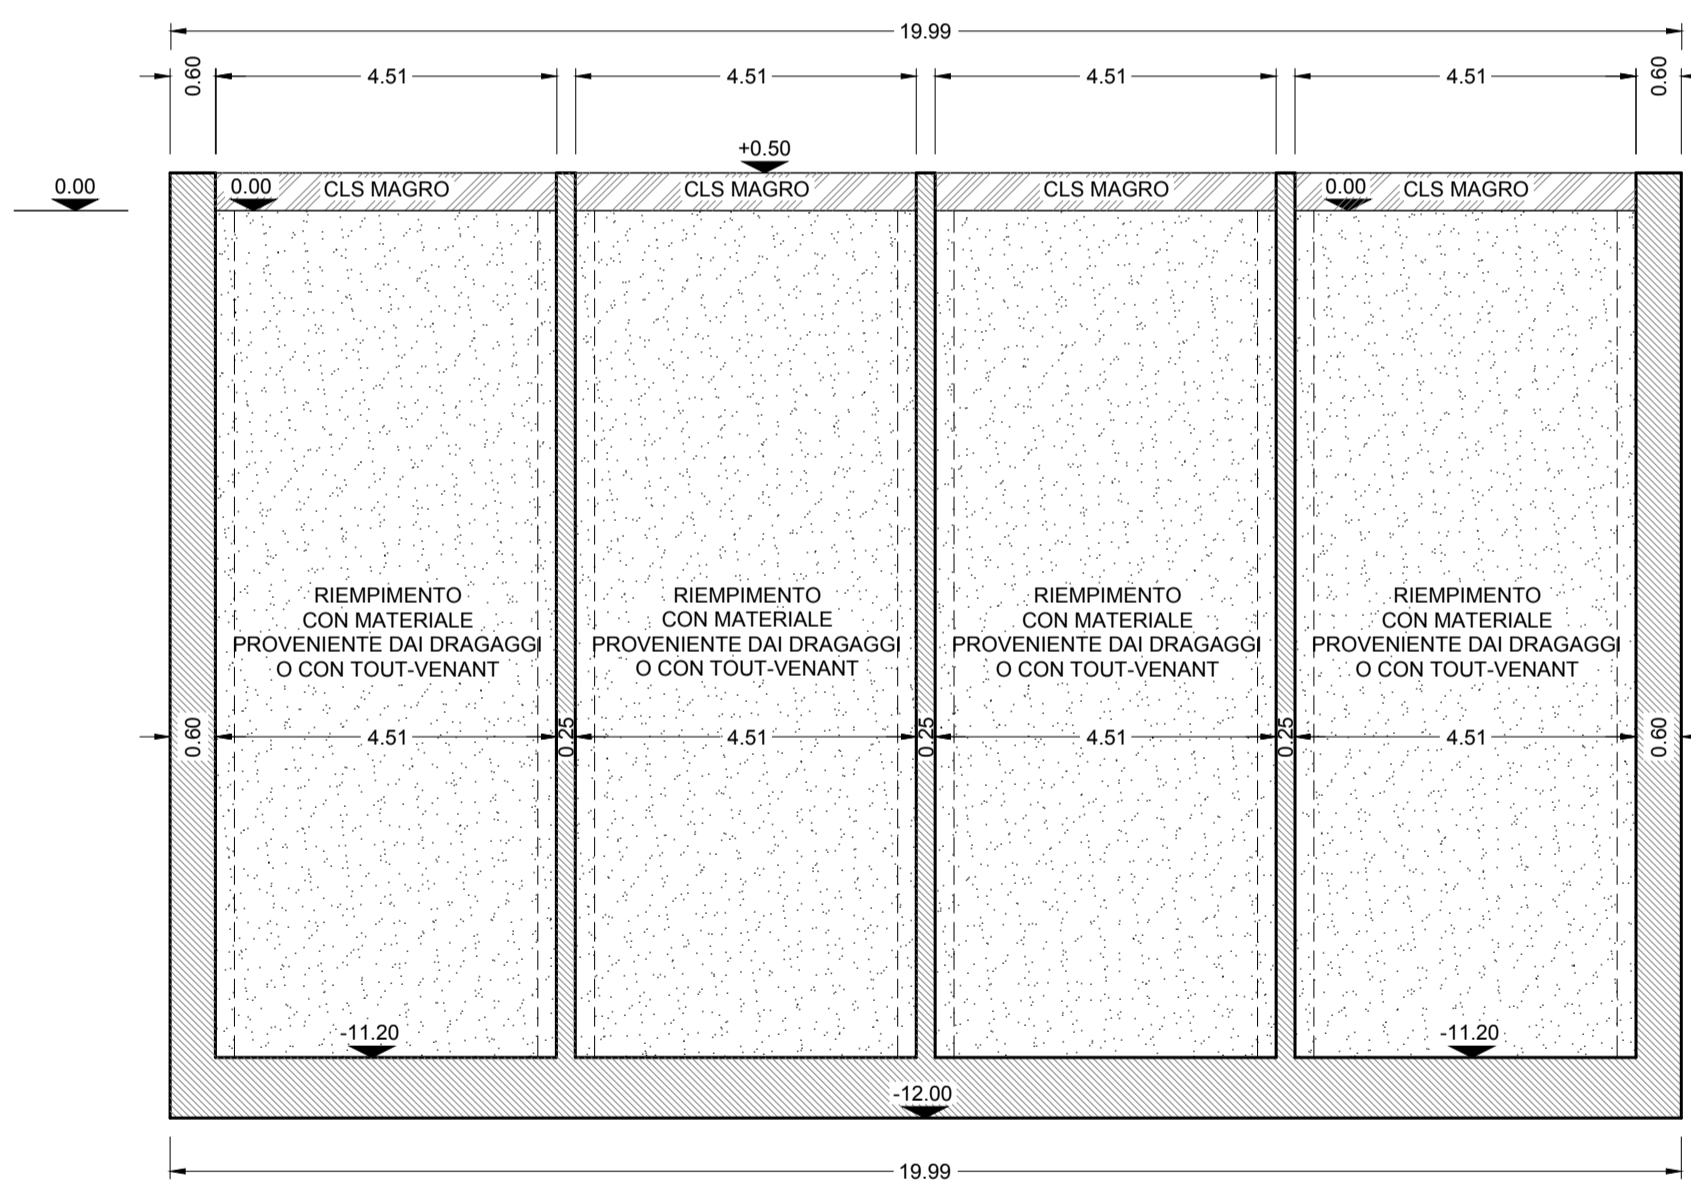 19.99
0.60 4.51 4.51 4.51 4.51 0.60
+0.50
0.00 0.00 CLS MAGRO CLS MAGRO CLS MAGRO 0.00 CLS MAGRO
RIEMPIMENTO
CON MATERIALE
PROVENIENTE DAI DRAGAGGI
O CON TOUT-VENANT
RIEMPIMENTO
CON MATERIALE
PROVENIENTE DAI DRAGAGGI
O CON TOUT-VENANT
RIEMPIMENTO
CON MATERIALE
PROVENIENTE DAI DRAGAGGI
O CON TOUT-VENANT
RIEMPIMENTO
CON MATERIALE
PROVENIENTE DAI DRAGAGGI
O CON TOUT-VENANT
0.60 4.51 0.25 4.51 0.25 4.51 0.25 4.51 0.60
-11.20 -11.20
-12.00
19.99